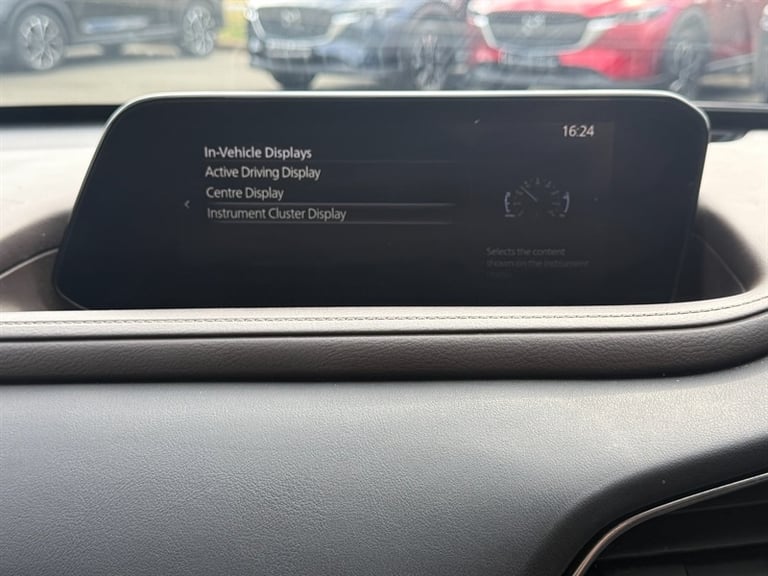 16:24
In-Vehicle Displays
Active Driving Display
Centre Display
Instrument Cluster Display
Selects the content
shown on the instrument